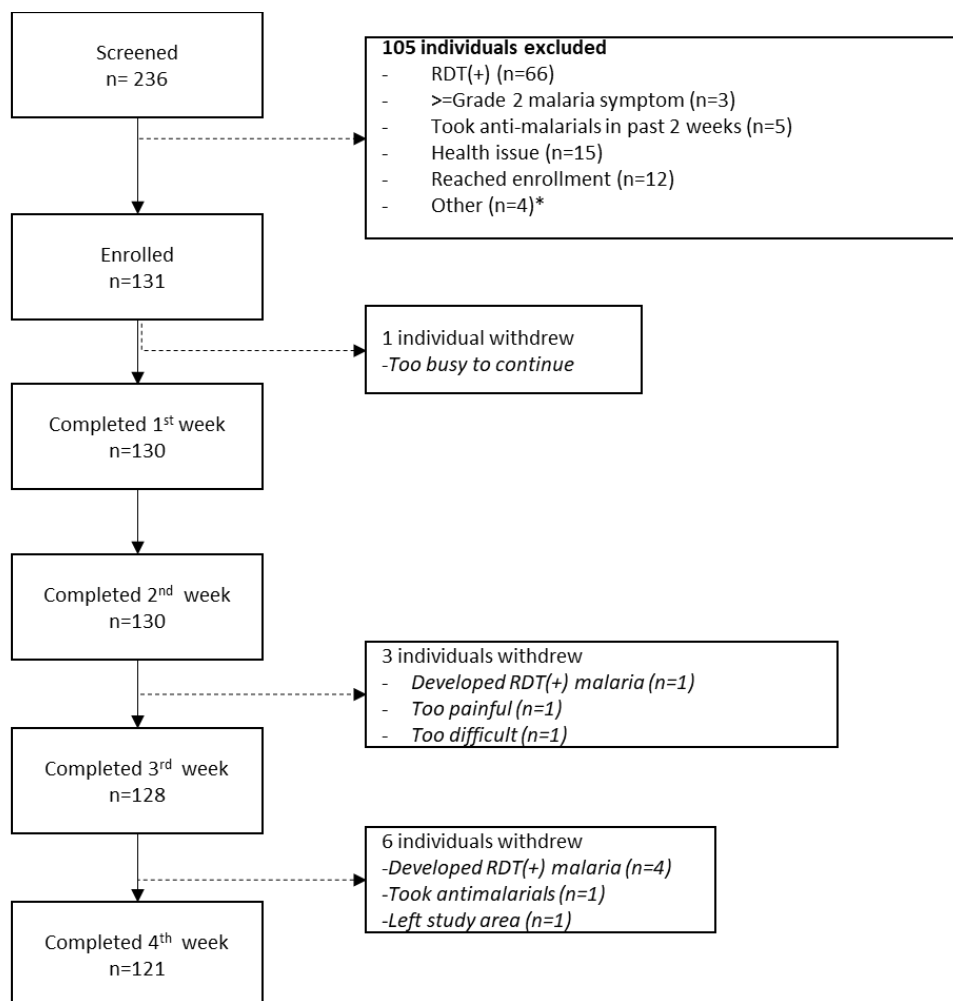 Screened
n= 236
105 individuals excluded
- RDT(+) (n=66)
- >=Grade 2 malaria symptom (n=3)
- Took anti-malarials in past 2 weeks (n=5)
- Health issue (n=15)
- Reached enrollment (n=12)
- Other (n=4)*
Enrolled
n=131
1 individual withdrew
-Too busy to continue
Completed 1st week
n=130
Completed 2nd week
n=130
3 individuals withdrew
- Developed RDT(+) malaria (n=1)
- Too painful (n=1)
- Too difficult (n=1)
Completed 3rd week
n=128
6 individuals withdrew
-Developed RDT(+) malaria (n=4)
-Took antimalarials (n=1)
-Left study area (n=1)
Completed 4th week
n=121